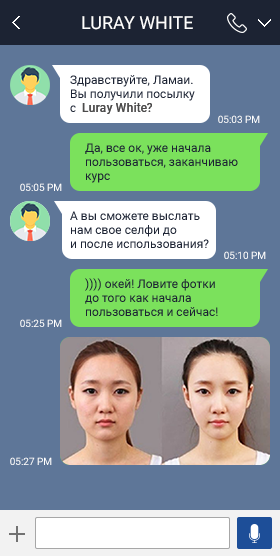 LURAY WHITE
Здравствуйте, Ламаи.
Вы получили посылку
с Luray White?
05:03 PM
Да, все ок, уже начала
пользоваться, заканчиваю
курс
05:05 PM
А вы сможете выслать
нам свое селфи до
и после использования?
05:10 PM
)))) окей! Ловите фотки
до того как начала
пользоваться и сейчас!
05:25 PM
05:27 PM